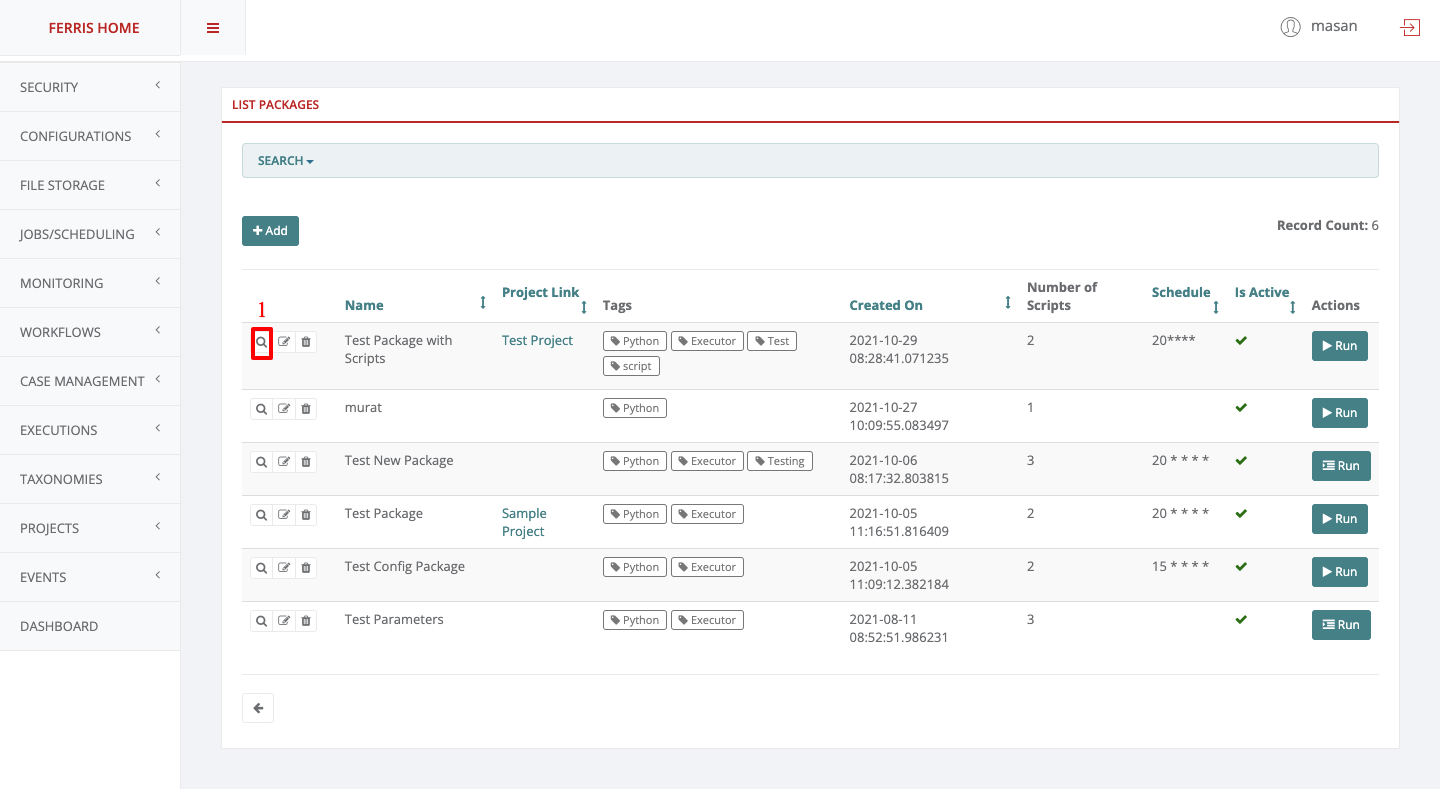 FERRIS HOME
masan
SECURITY
CONFIGURATIONS
FILE STORAGE
JOBS/SCHEDULING
MONITORING
WORKFLOWS
CASE MANAGEMENT
EXECUTIONS
TAXONOMIES
PROJECTS
EVENTS
DASHBOARD
LIST PACKAGES
SEARCH
Add
Record Count: 6
1
Name Project Link Tags Created On Number of Scripts Schedule Is Active Actions
Test Package with Scripts Test Project Python Executor Test script 2021-10-29 08:28:41.071235 2 20**** Run
murat Python 2021-10-27 10:09:55.083497 1 Run
Test New Package Python Executor Testing 2021-10-06 08:17:32.803815 3 20 * * * * Run
Test Package Sample Project Python Executor 2021-10-05 11:16:51.816409 2 20 * * * * Run
Test Config Package Python Executor 2021-10-05 11:09:12.382184 2 15 * * * * Run
Test Parameters Python Executor 2021-08-11 08:52:51.986231 3 Run